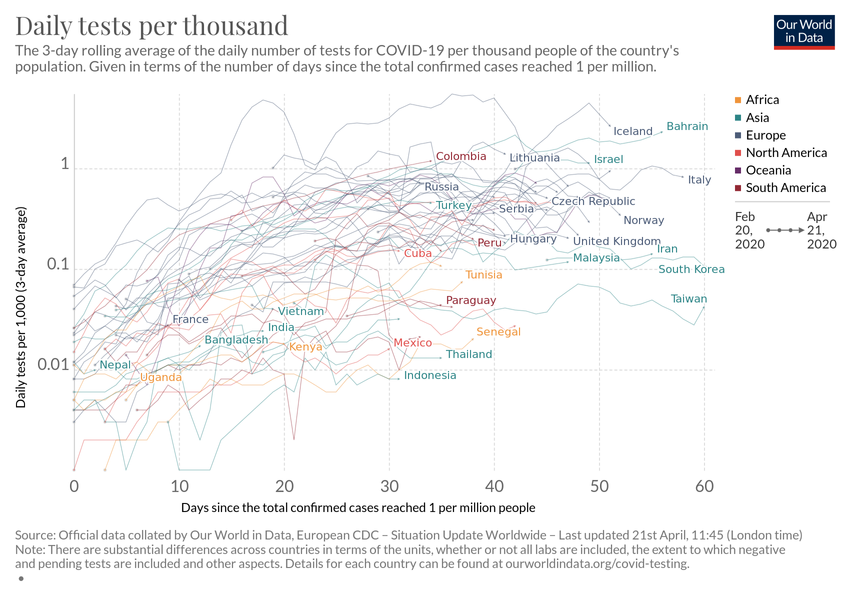 Daily tests per thousand
The 3-day rolling average of the daily number of tests for COVID-19 per thousand people of the country's
population. Given in terms of the number of days since the total confirmed cases reached 1 per million.
Our World
in Data
Africa
Asia
Europe
North America
Oceania
South America
Feb
20,
2020
Apr
21,
2020
Daily tests per 1,000 (3-day average)
1
0.1
0.01
Iceland
Bahrain
Colombia
Lithuania
Israel
Italy
Russia
Turkey
Czech Republic
Serbia
Norway
Peru
Hungary
United Kingdom
Cuba
Iran
Malaysia
South Korea
Tunisia
Paraguay
Taiwan
Vietnam
France
India
Senegal
Bangladesh
Kenya
Mexico
Thailand
Nepal
Uganda
Indonesia
0
10
20
30
40
50
60
Days since the total confirmed cases reached 1 per million people
Source: Official data collated by Our World in Data, European CDC – Situation Update Worldwide – Last updated 21st April, 11:45 (London time)
Note: There are substantial differences across countries in terms of the units, whether or not all labs are included, the extent to which negative
and pending tests are included and other aspects. Details for each country can be found at ourworldindata.org/covid-testing.